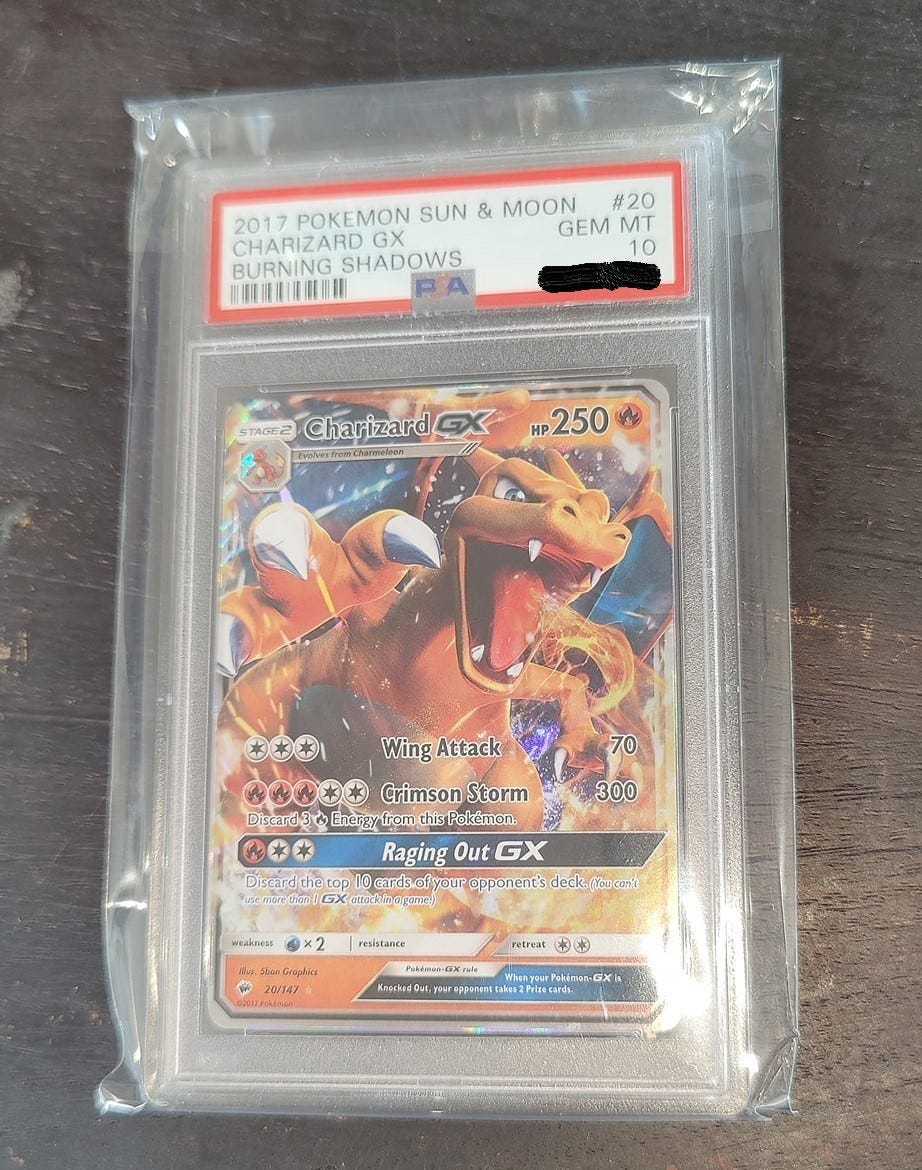 2017 POKEMON SUN & MOON #20
CHARIZARD GX GEM MT
BURNING SHADOWS 10
PSA
STAGE 2 Charizard GX HP 250
Evolves from Charmeleon
Wing Attack 70
Crimson Storm 300
Discard 3 Energy from this Pokémon.
Raging Out GX
Discard the top 10 cards of your opponent's deck. (You can't
use more than 1 GX attack in a game.)
weakness ×2 resistance retreat
Illus. 5ban Graphics
20/147
©2017 Pokémon
Pokémon-GX rule
When your Pokémon-GX is
Knocked Out, your opponent takes 2 Prize cards.